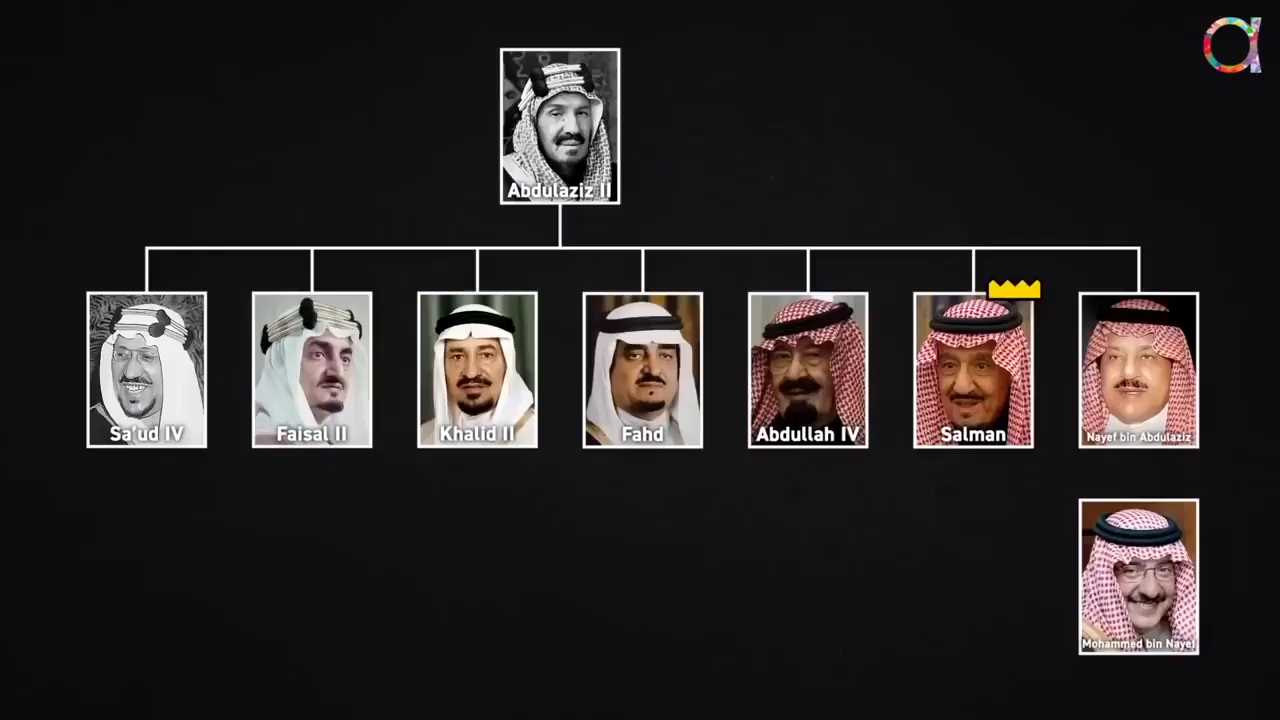 Abdulaziz II
Sa'ud IV
Faisal II
Khalid II
Fahd
Abdullah IV
Salman
Nayef bin Abdulaziz
Mohammed bin Nayef